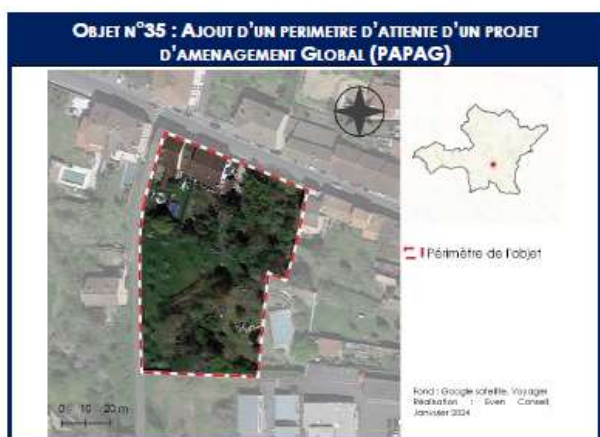 OBJET N°35 : AJOUT D'UN PERIMETRE D'ATTENTE D'UN PROJET
D'AMENAGEMENT GLOBAL (PAPAG)
Périmètre de l'objet
0 10 20 m
Fond : Google satellite, Voyager
Réalisation : Even Conseil
Janvier 2024